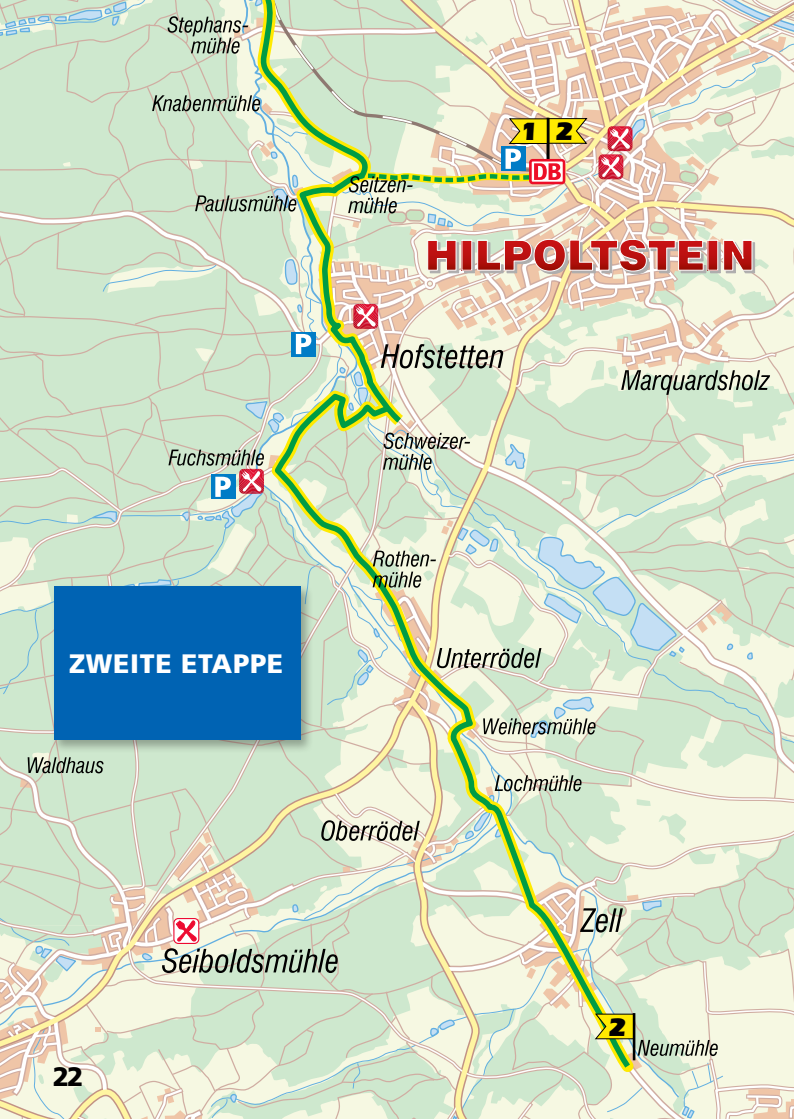 Stephans-
mühle
Knabenmühle
1 2
P
DB
Seitzen-
mühle
Paulusmühle
HILPOLTSTEIN
P
Hofstetten
Marquardsholz
Schweizer-
mühle
Fuchsmühle
P
Rothen-
mühle
ZWEITE ETAPPE
Unterrödel
Weihersmühle
Waldhaus
Lochmühle
Oberrödel
Zell
Seiboldsmühle
2
Neumühle
22